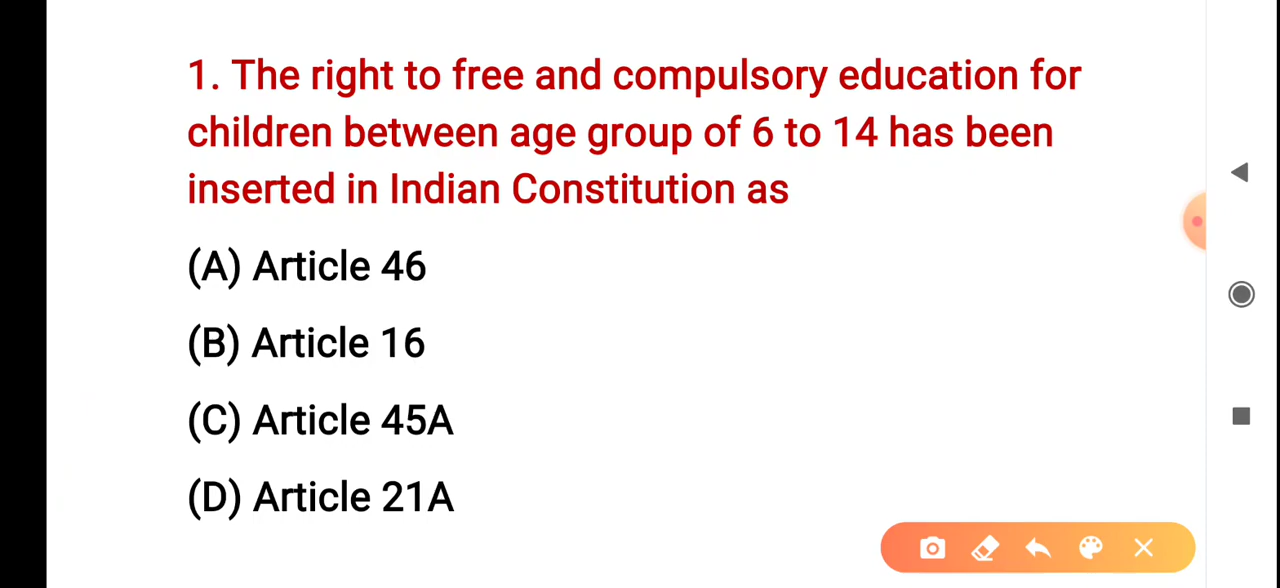 1. The right to free and compulsory education for
children between age group of 6 to 14 has been
inserted in Indian Constitution as
(A) Article 46
(B) Article 16
(C) Article 45A
(D) Article 21A